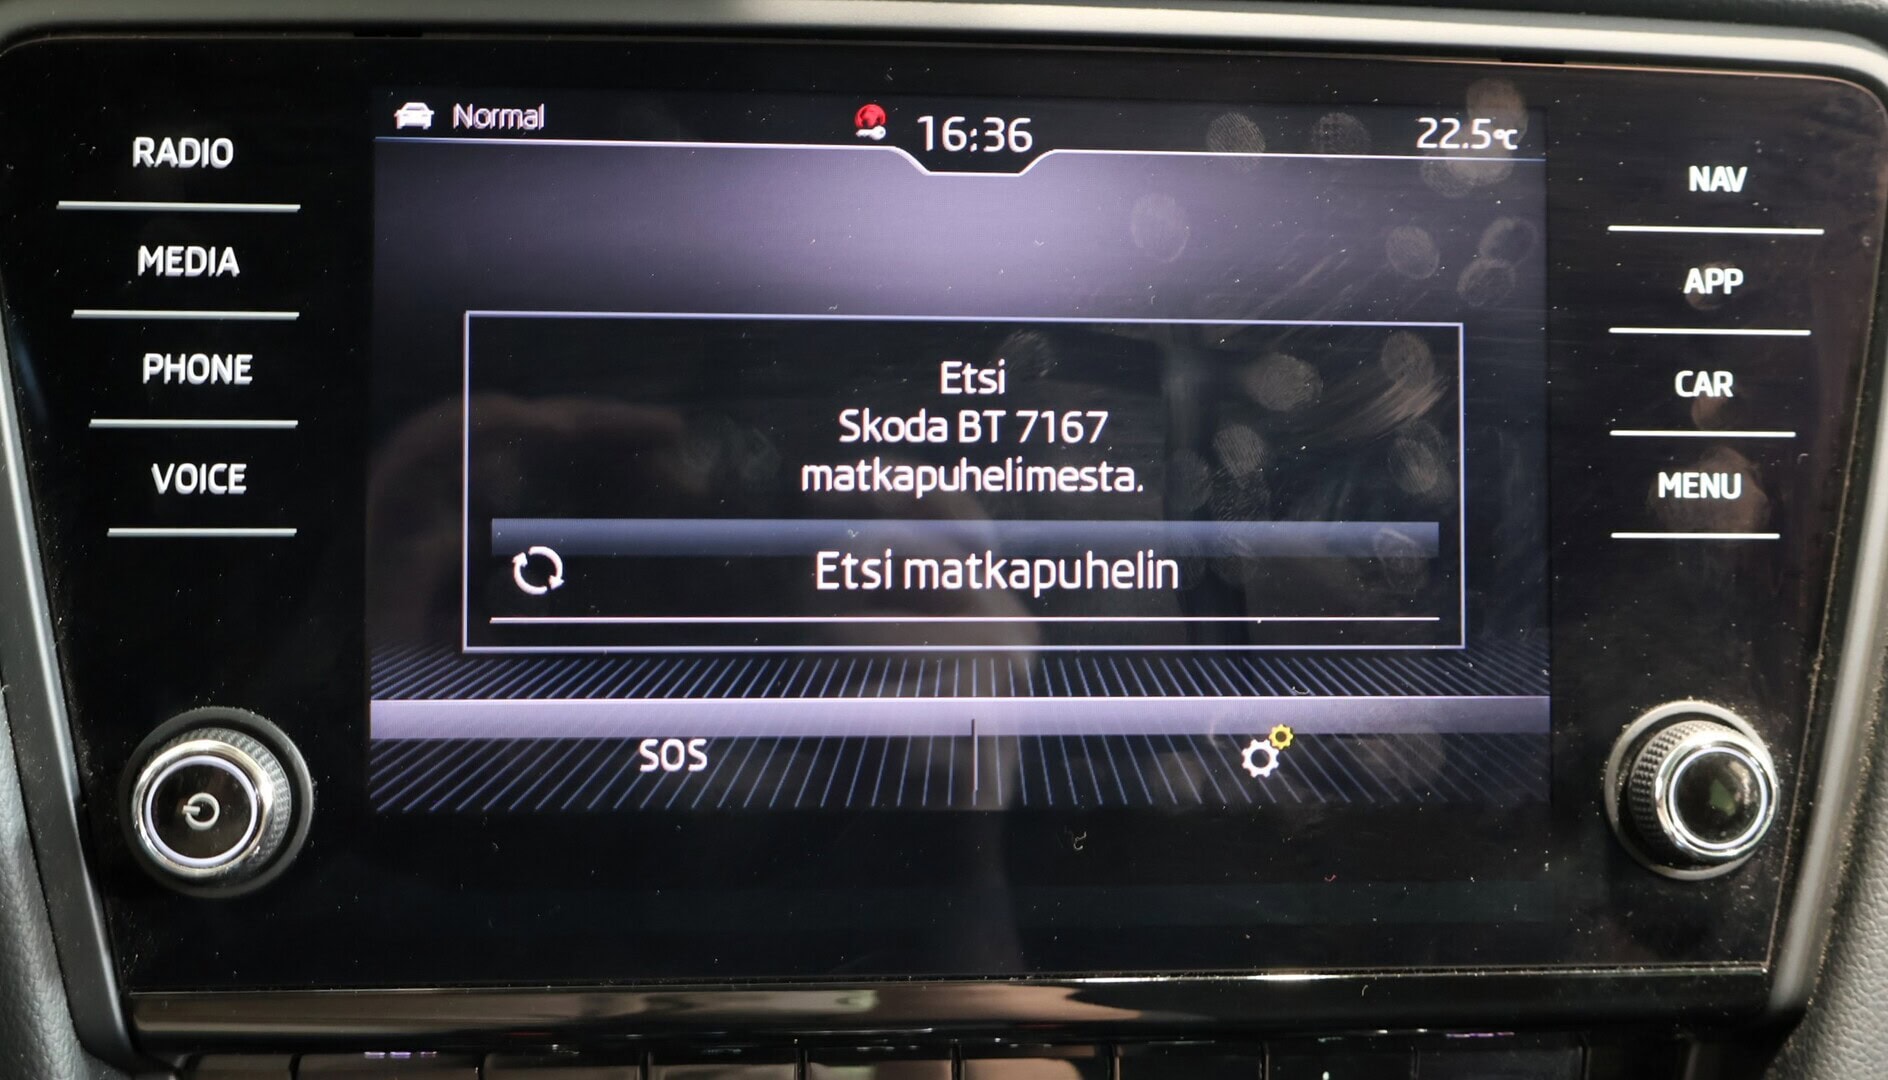 Normal
16:36
22.5°C
RADIO
MEDIA
PHONE
VOICE
NAV
APP
CAR
MENU
Etsi
Skoda BT 7167
matkapuhelimesta.
Etsi matkapuhelin
SOS